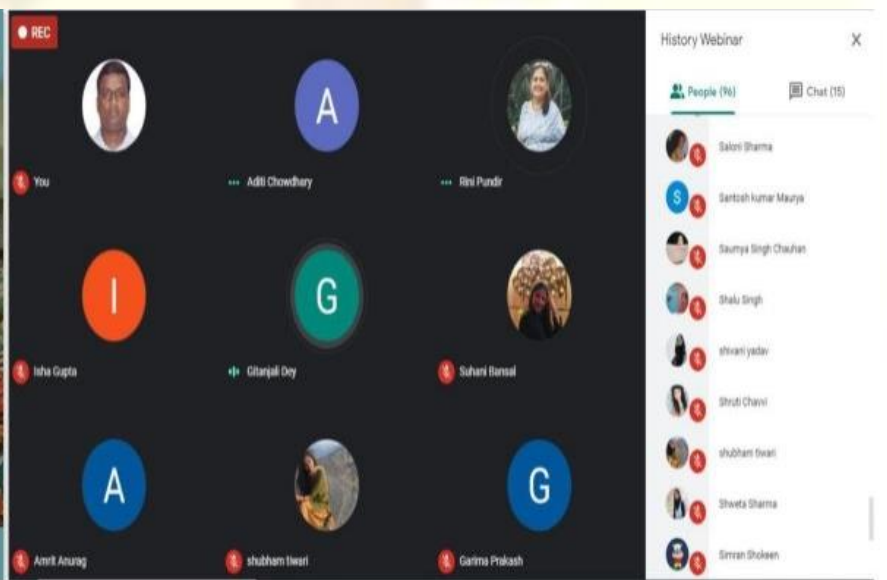 REC
You
A
Aditi Chowdhary
Rini Pundir
I
Isha Gupta
G
Gitanjali Dey
Suhani Bansal
A
Amrit Anurag
shubham tiwari
G
Garima Prakash
History Webinar
People (96)
Chat (15)
Saloni Sharma
S
Santosh kumar Maurya
Saumya Singh Chauhan
Shalu Singh
shivani yadav
Shruti Chavvi
shubham tiwari
Shweta Sharma
Simran Shokeen